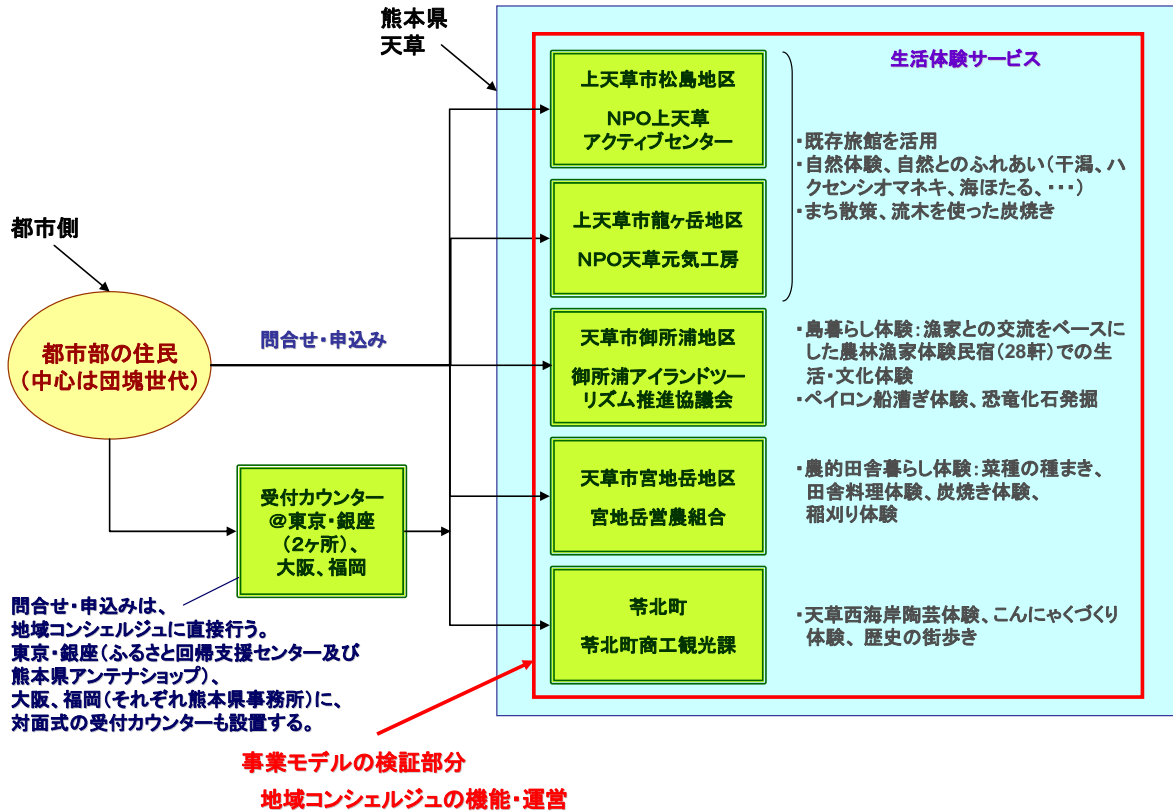 熊本県
天草
都市側
都市部の住民
(中心は団塊世代)
問合せ・申込み
受付カウンター
@東京・銀座
(2ヶ所)、
大阪、福岡
問合せ・申込みは、
地域コンシェルジュに直接行う。
東京・銀座(ふるさと回帰支援センター及び
熊本県アンテナショップ)、
大阪、福岡(それぞれ熊本県事務所)に、
対面式の受付カウンターも設置する。
生活体験サービス
上天草市松島地区
NPO上天草
アクティブセンター
上天草市龍ヶ岳地区
NPO天草元気工房
・既存旅館を活用
・自然体験、自然とのふれあい(干潟、ハ
クセンシオマネキ、海ほたる、・・・)
・まち散策、流木を使った炭焼き
天草市御所浦地区
御所浦アイランドツー
リズム推進協議会
・島暮らし体験:漁家との交流をベースに
した農林漁家体験民宿(28軒)での生
活・文化体験
・ペイロン船漕ぎ体験、恐竜化石発掘
天草市宮地岳地区
宮地岳営農組合
・農的田舎暮らし体験:菜種の種まき、
田舎料理体験、炭焼き体験、
稲刈り体験
苓北町
苓北町商工観光課
・天草西海岸陶芸体験、こんにゃくづくり
体験、歴史の街歩き
事業モデルの検証部分
地域コンシェルジュの機能・運営